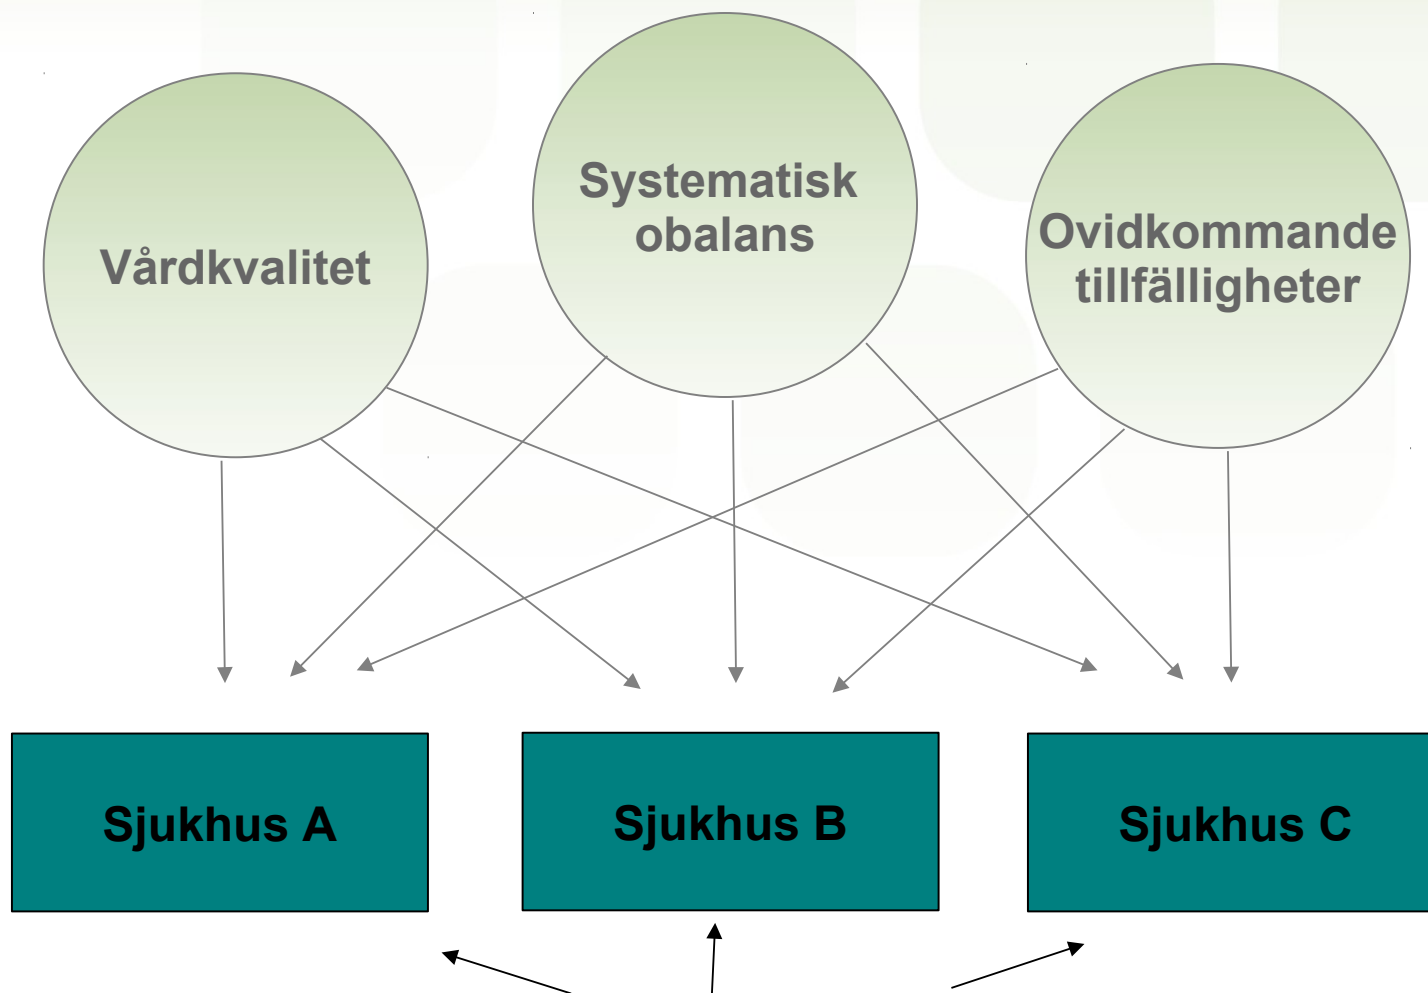 Vårdkvalitet
Systematisk
obalans
Ovidkommande
tillfälligheter
Sjukhus A
Sjukhus B
Sjukhus C